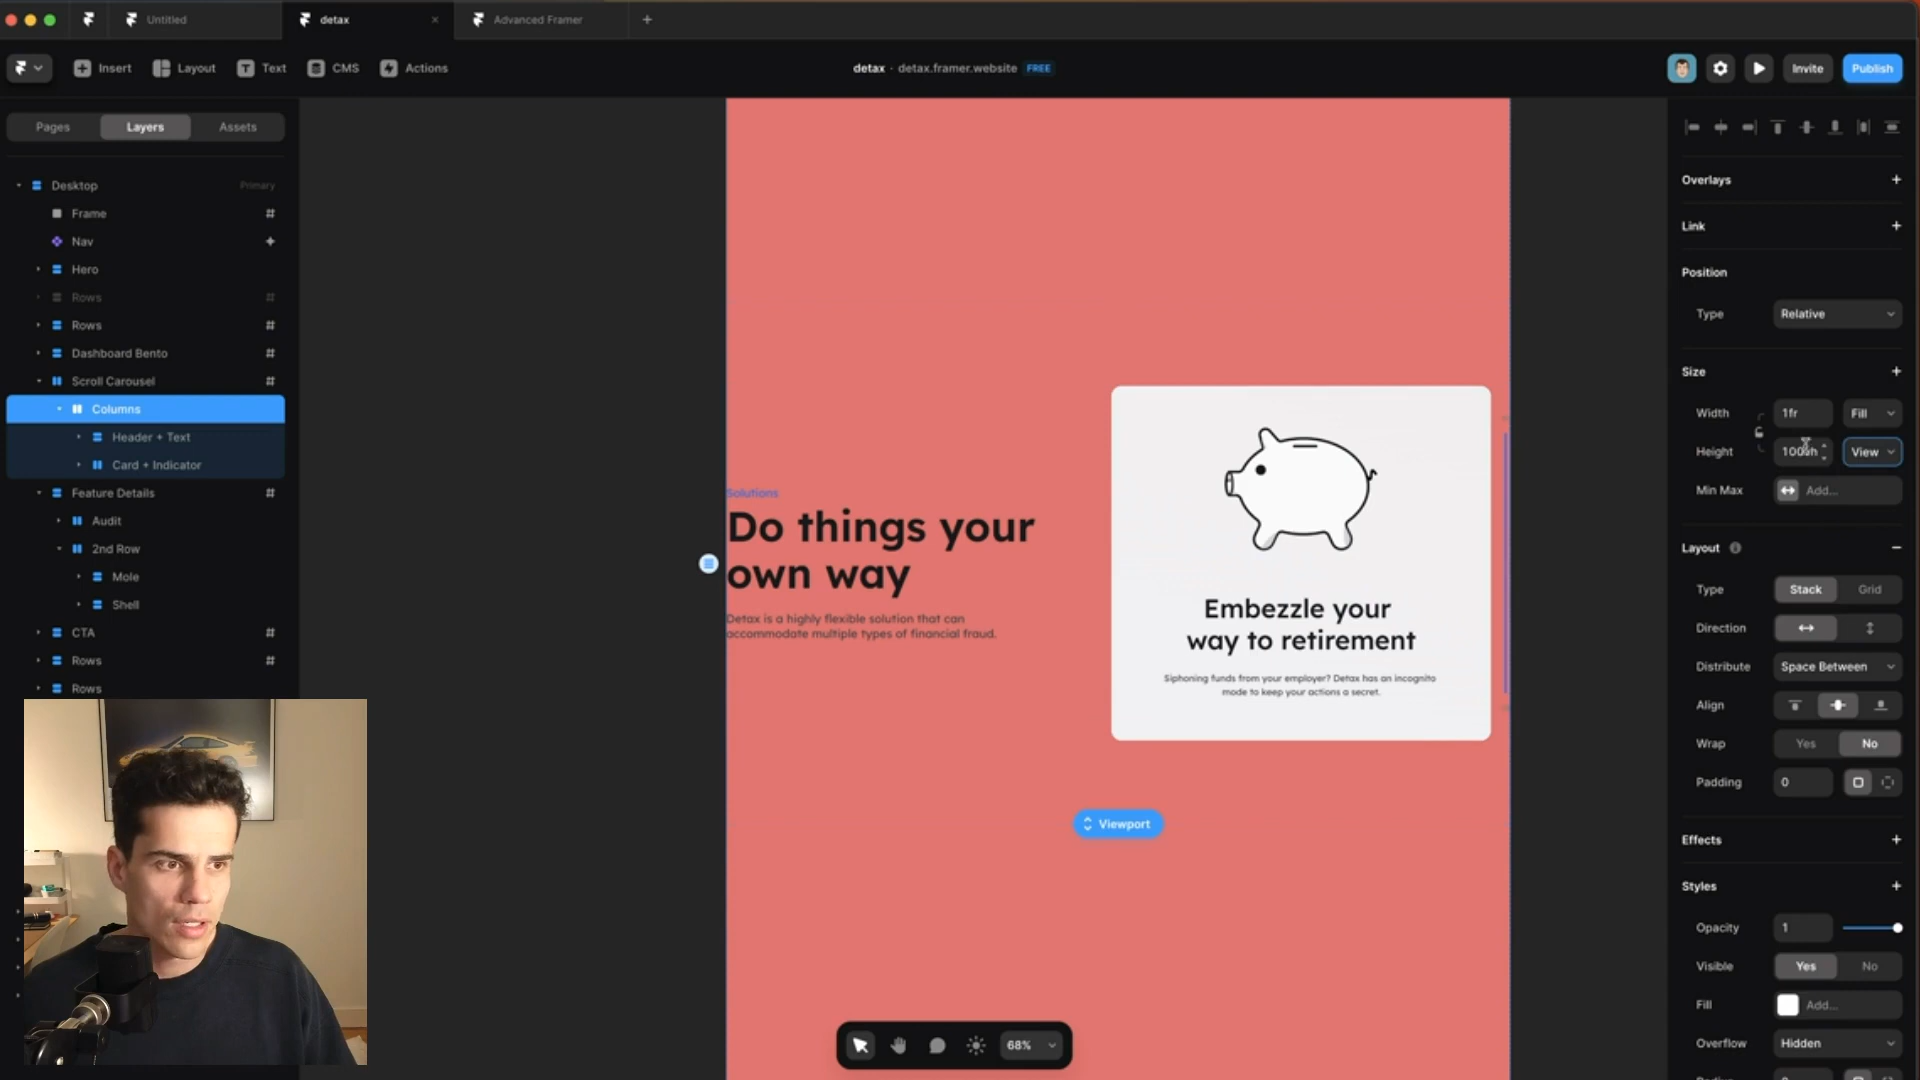 Untitled
detax
Advanced Framer
Insert
Layout
Text
CMS
Actions
detax · detax.framer.website FREE
Invite
Publish
Pages
Layers
Assets
Desktop
Primary
Frame
Nav
Hero
Rows
Rows
Dashboard Bento
Scroll Carousel
Columns
Header + Text
Card + Indicator
Feature Details
Audit
2nd Row
Mole
Shell
CTA
Rows
Rows
Solutions
Do things your
own way
Detax is a highly flexible solution that can
accommodate multiple types of financial fraud.
Embezzle your
way to retirement
Siphoning funds from your employer? Detax has an incognito
mode to keep your actions a secret.
Viewport
68%
Overlays
Link
Position
Type
Relative
Size
Width
1fr
Fill
Height
View
Min Max
Add...
Layout
Type
Stack
Grid
Direction
Distribute
Space Between
Align
Wrap
Yes
No
Padding
0
Effects
Styles
Opacity
1
Visible
Yes
No
Fill
Add...
Overflow
Hidden